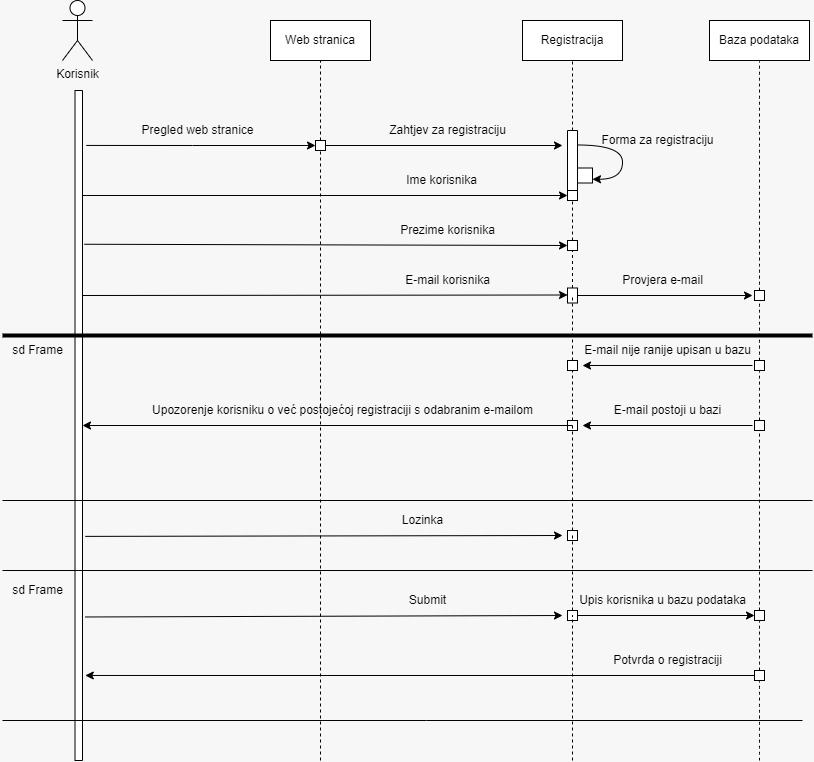 Korisnik
Web stranica
Registracija
Baza podataka
Pregled web stranice
Zahtjev za registraciju
Forma za registraciju
Ime korisnika
Prezime korisnika
E-mail korisnika
Provjera e-mail
sd Frame
E-mail nije ranije upisan u bazu
Upozorenje korisniku o već postojećoj registraciji s odabranim e-mailom
E-mail postoji u bazi
Lozinka
sd Frame
Submit
Upis korisnika u bazu podataka
Potvrda o registraciji